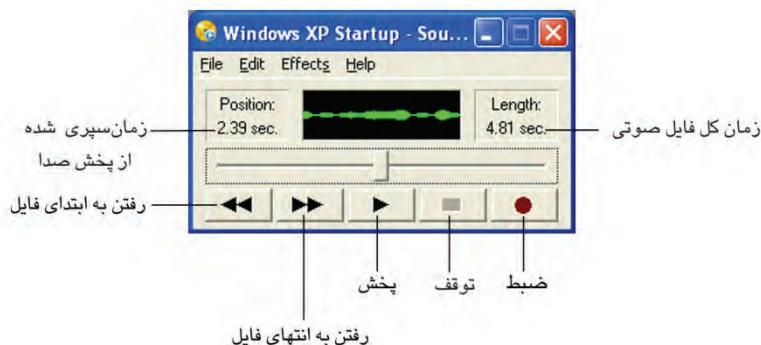 Windows XP Startup - Sou...
File Edit Effects Help
Position:
2.39 sec.
Length:
4.81 sec.
زمان‌سپری شده
از پخش صدا
زمان کل فایل صوتی
رفتن به ابتدای فایل
پخش
توقف
ضبط
رفتن به انتهای فایل